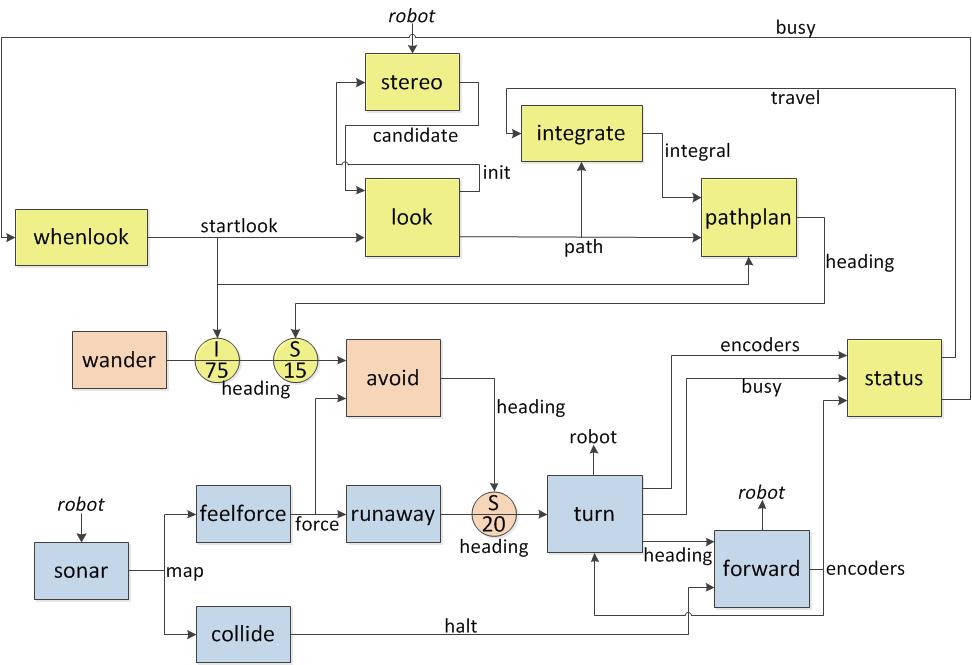 robot
busy
stereo
travel
candidate
integrate
integral
init
look
pathplan
startlook
whenlook
path
heading
I
75
S
15
encoders
wander
heading
avoid
status
busy
heading
robot
robot
robot
S
20
feelforce
force
runaway
turn
heading
heading
sonar
map
forward
encoders
collide
halt